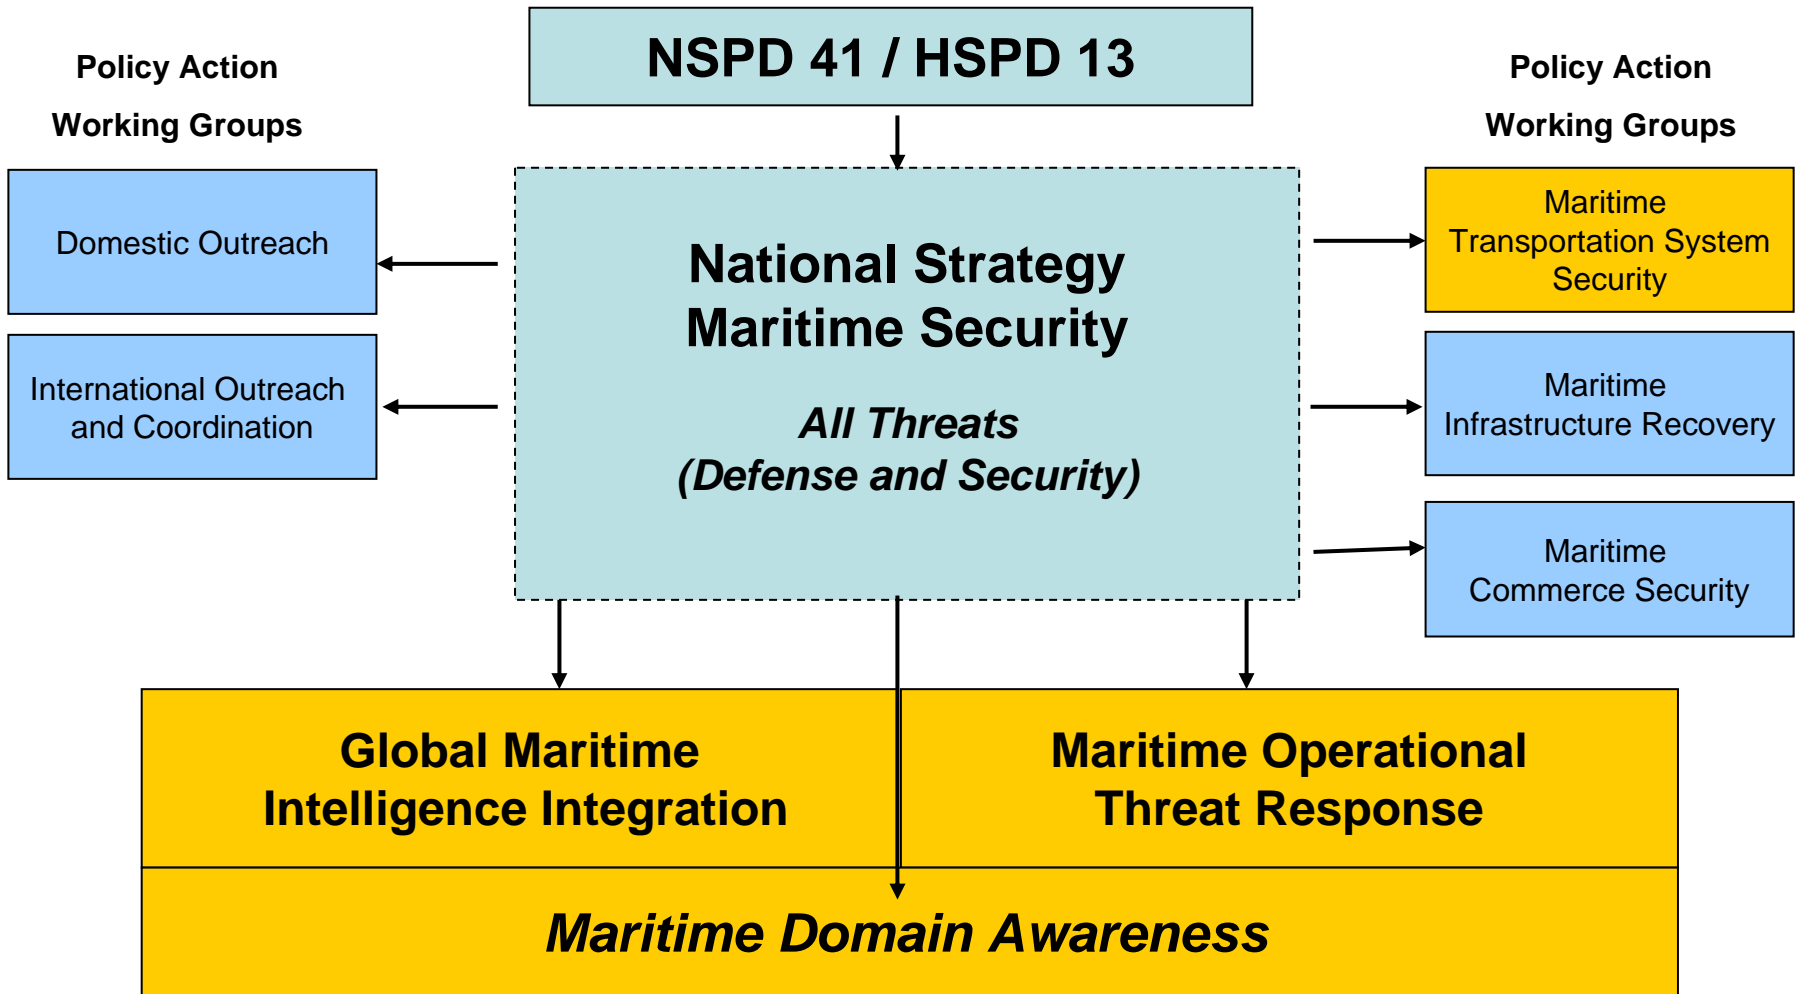 NSPD 41 / HSPD 13
Policy Action
Working Groups
Policy Action
Working Groups
Domestic Outreach
International Outreach
and Coordination
National Strategy
Maritime Security
All Threats
(Defense and Security)
Maritime
Transportation System
Security
Maritime
Infrastructure Recovery
Maritime
Commerce Security
Global Maritime
Intelligence Integration
Maritime Operational
Threat Response
Maritime Domain Awareness